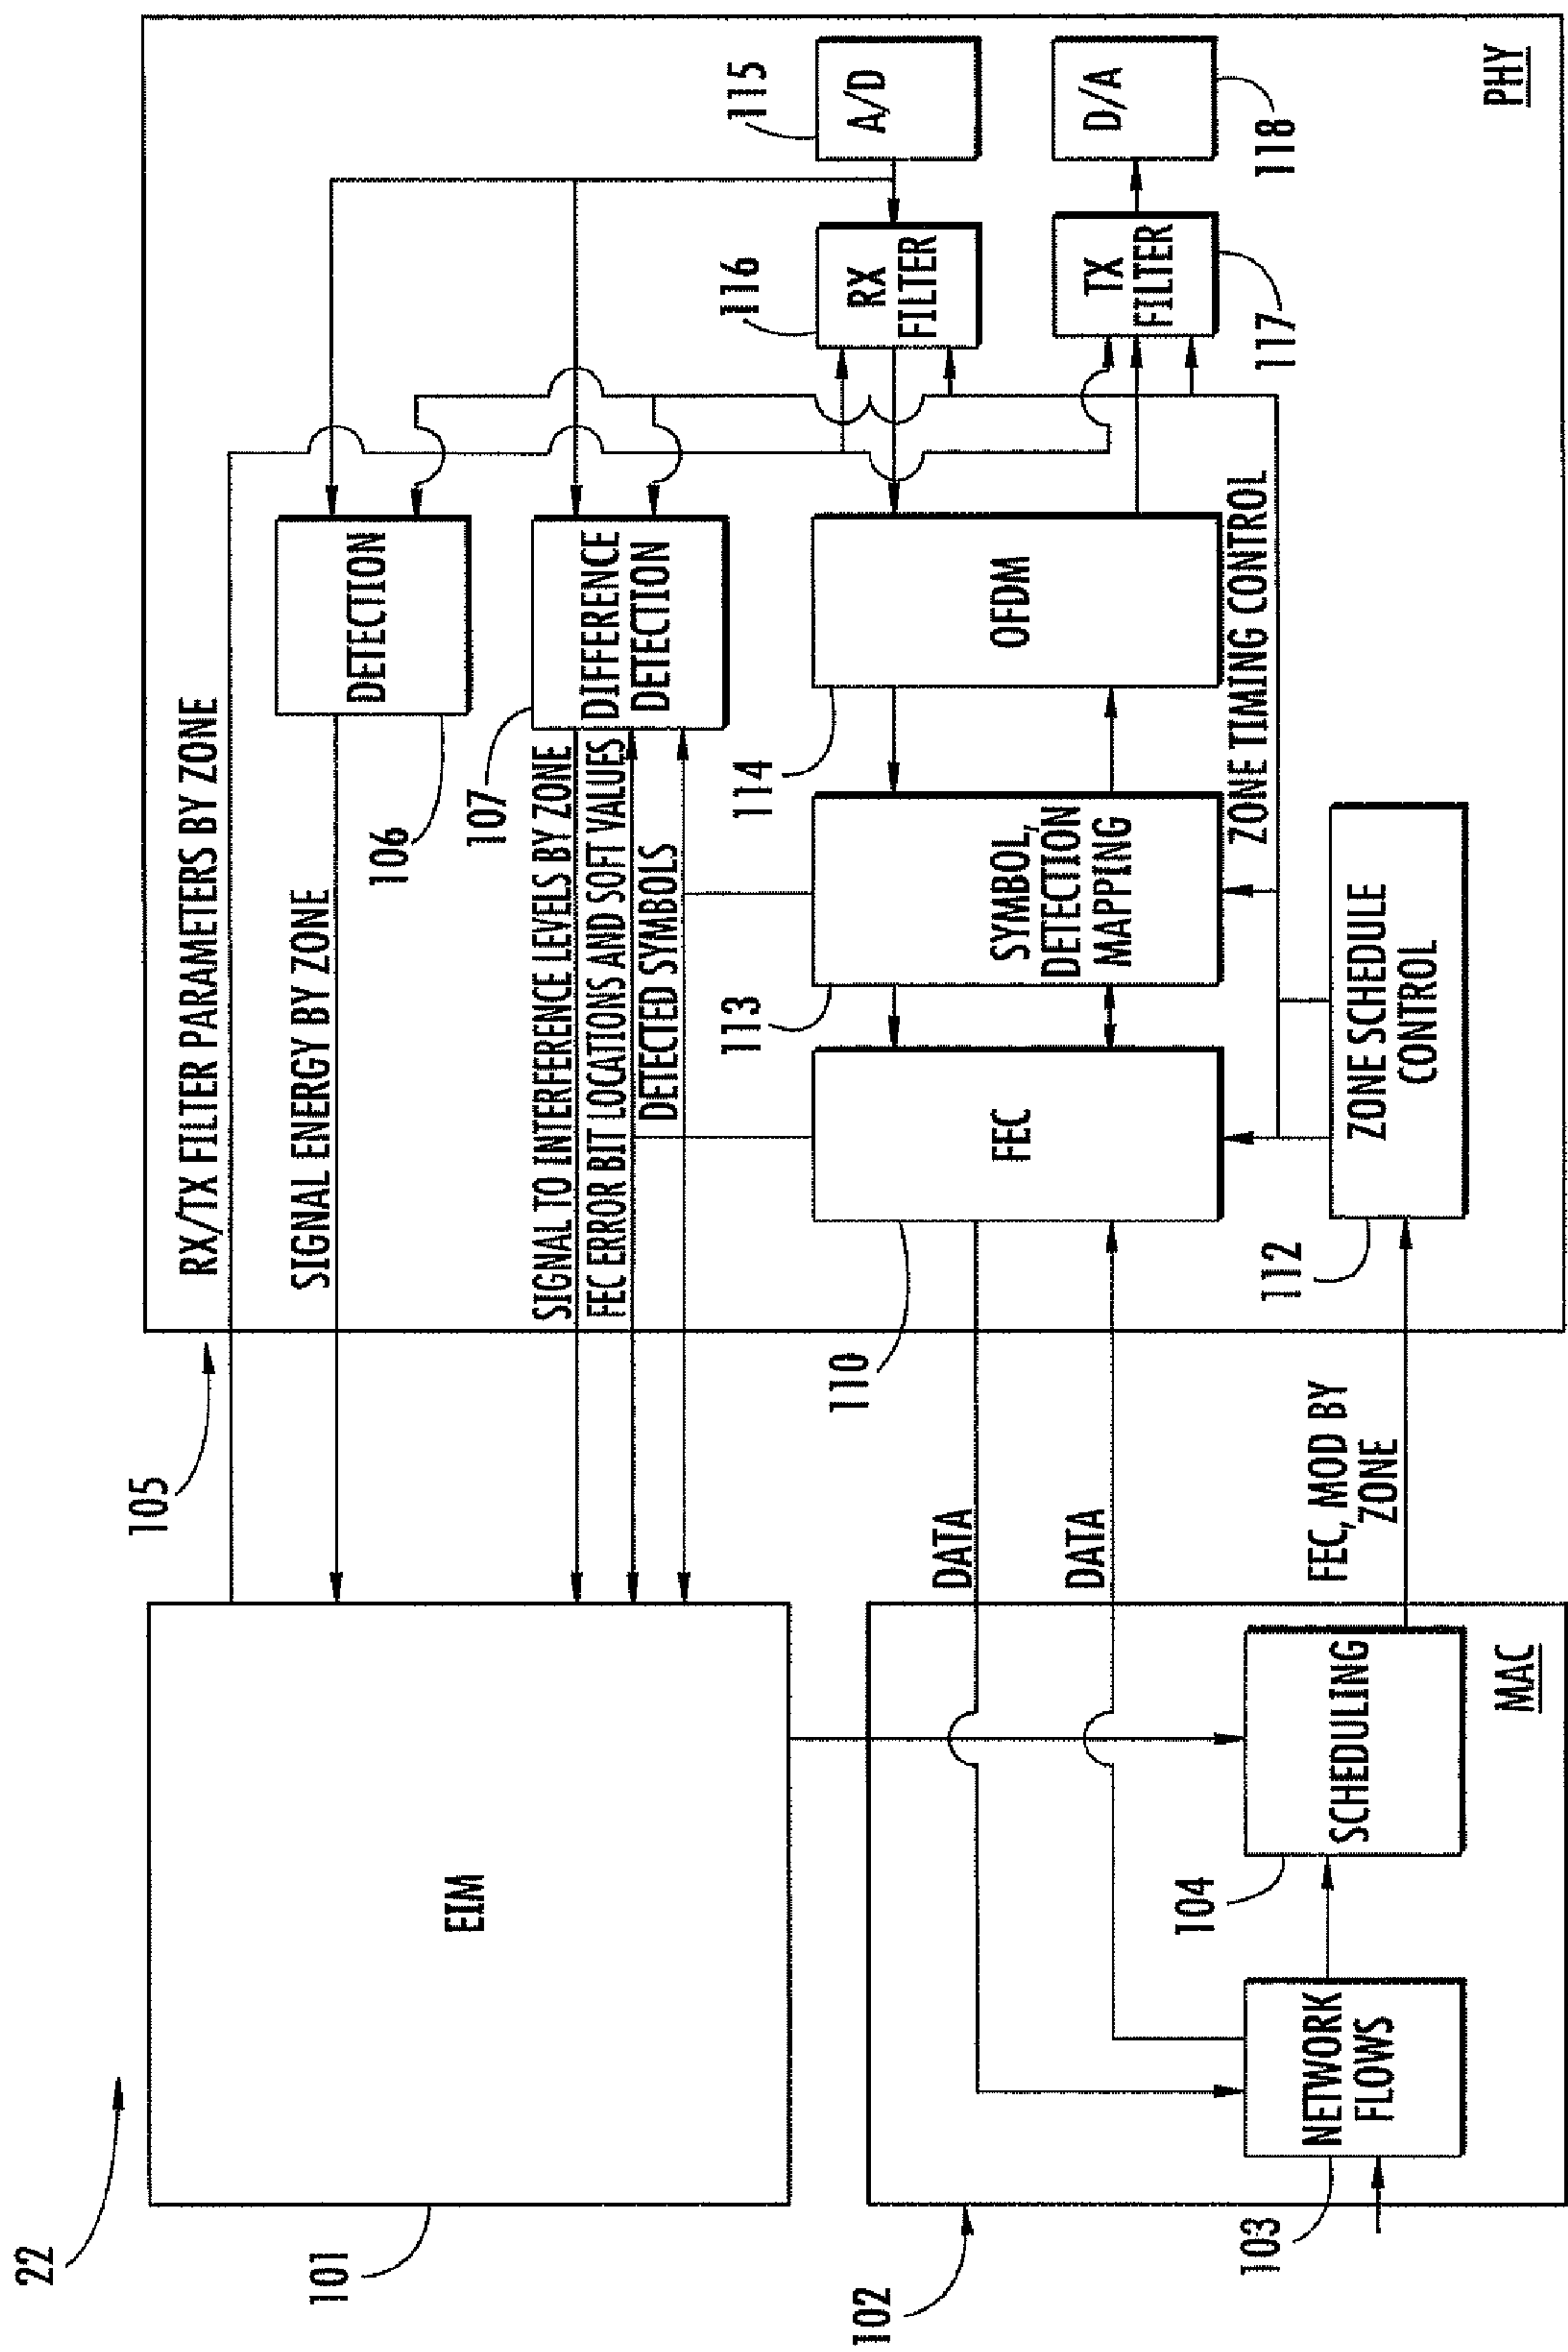 22
101
EIM
102
103
NETWORK
FLOWS
104
SCHEDULING
MAC
DATA
DATA
FEC, MOD BY
ZONE
105
RX/TX FILTER PARAMETERS BY ZONE
SIGNAL ENERGY BY ZONE
SIGNAL TO INTERFERENCE LEVELS BY ZONE
FEC ERROR BIT LOCATIONS AND SOFT VALUES
DETECTED SYMBOLS
106
DETECTION
107
DIFFERENCE
DETECTION
110
FEC
112
ZONE SCHEDULE
CONTROL
113
SYMBOL,
DETECTION
MAPPING
114
OFDM
ZONE TIMING CONTROL
116
RX
FILTER
115
A/D
TX
FILTER
117
D/A
118
PHY